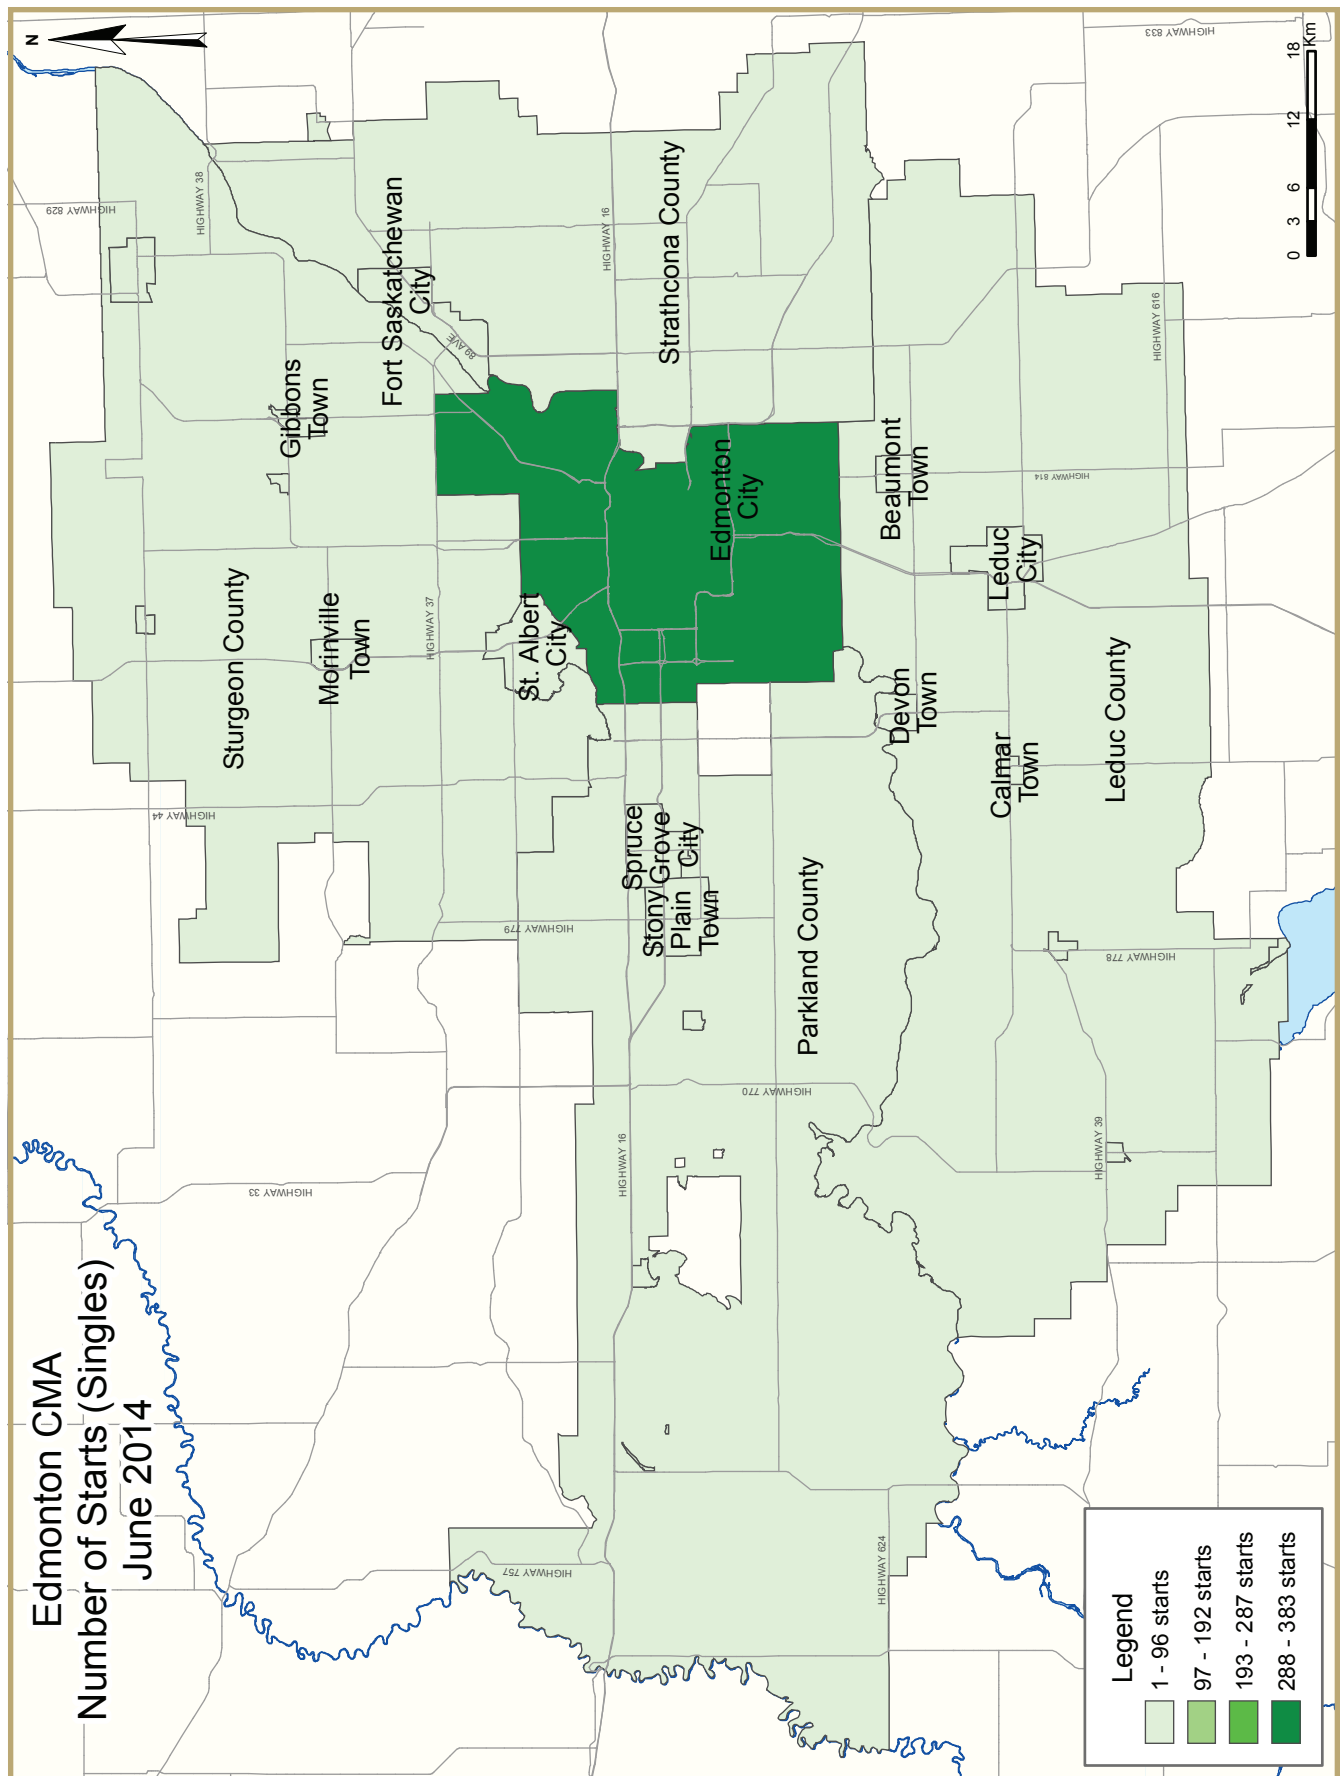 Edmonton CMA
Number of Starts (Singles)
June 2014
N
HIGHWAY 829
HIGHWAY 38
HIGHWAY 833
Gibbons
Town
Fort Saskatchewan
City
89 AVE
HIGHWAY 16
Strathcona County
Sturgeon County
Morinville
Town
HIGHWAY 37
HIGHWAY 44
St. Albert
City
Edmonton
City
Beaumont
Town
HIGHWAY 814
HIGHWAY 616
Leduc
City
Devon
Town
Calmar
Town
Leduc County
Spruce
Grove
City
Stony
Plain
Town
HIGHWAY 779
Parkland County
HIGHWAY 778
HIGHWAY 770
HIGHWAY 16
HIGHWAY 39
HIGHWAY 33
HIGHWAY 757
HIGHWAY 624
Legend
1 - 96 starts
97 - 192 starts
193 - 287 starts
288 - 383 starts
0 3 6 12 18
Km